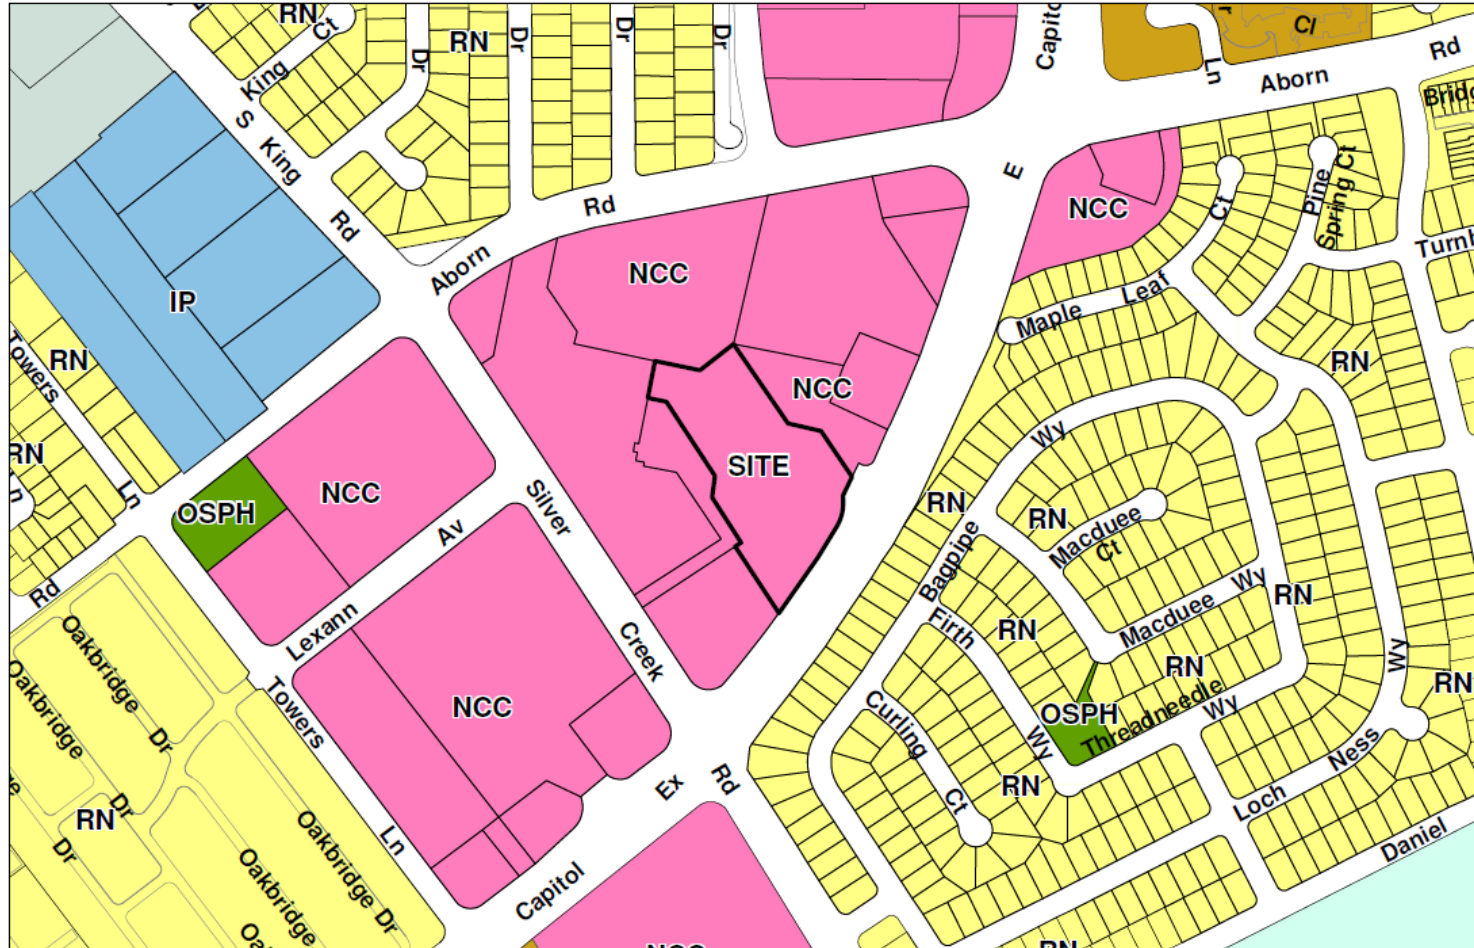 RN
Ct
King
RN
Dr
Dr
Dr
Dr
Capito
Cl
Ln
Aborn
Rd
S
King
Rd
Rd
Aborn
E
NCC
Ct
Pine
Spring Ct
NCC
IP
Maple
Leaf
Towers
RN
NCC
RN
RN
Ln
Ln
OSPH
NCC
SITE
Silver
Av
Wy
RN
RN
Macduee
Ct
Bagpipe
Rd
Lexann
Creek
Firth
RN
Macduee
Wy
RN
Oakbridge
Dr
Oakbridge
Towers
NCC
Curling
Ct
OSPH
Wy
RN
Threadneedle
Wy
Wy
RN
Ex
Rd
RN
Loch
Ness
RN
Dr
Dr
Ln
Oakbridge
Dr
Oakbridge
Capitol
Daniel
NCC
RN